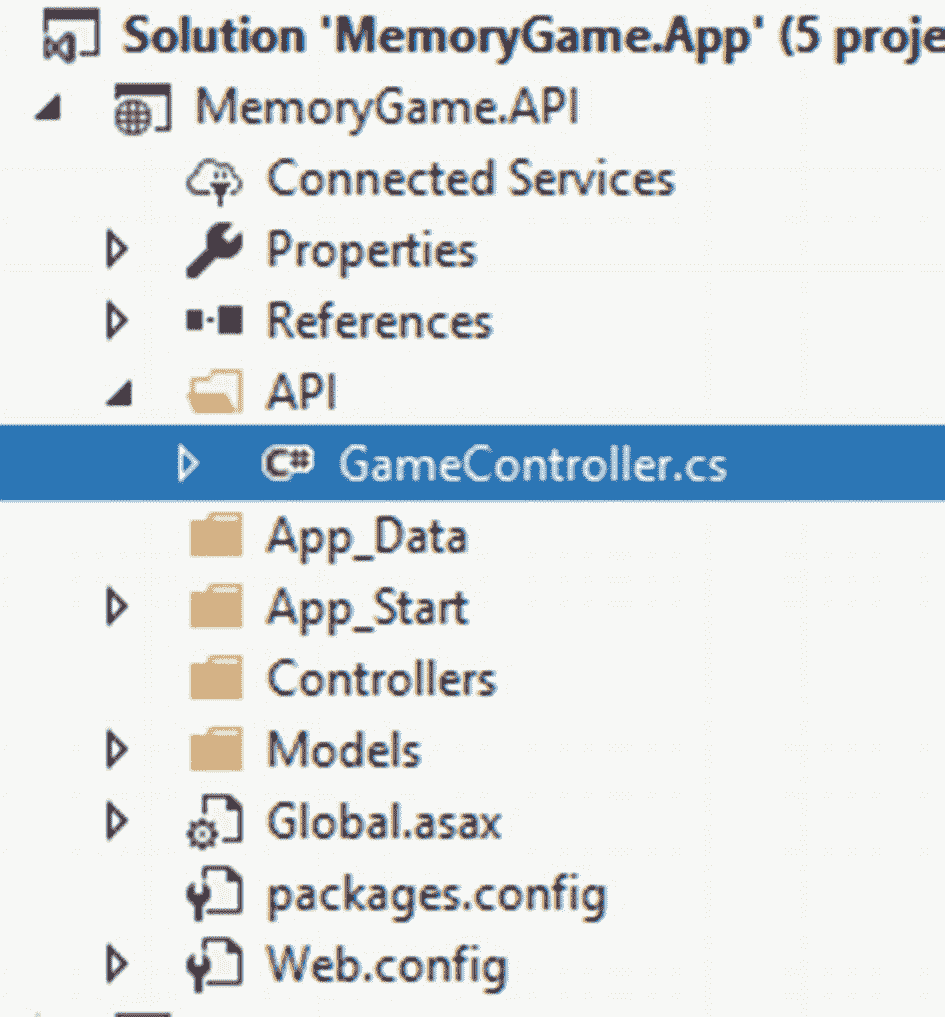 Solution 'MemoryGame.App' (5 proje
MemoryGame.API
Connected Services
Properties
References
API
C# GameController.cs
App_Data
App_Start
Controllers
Models
Global.asax
packages.config
Web.config